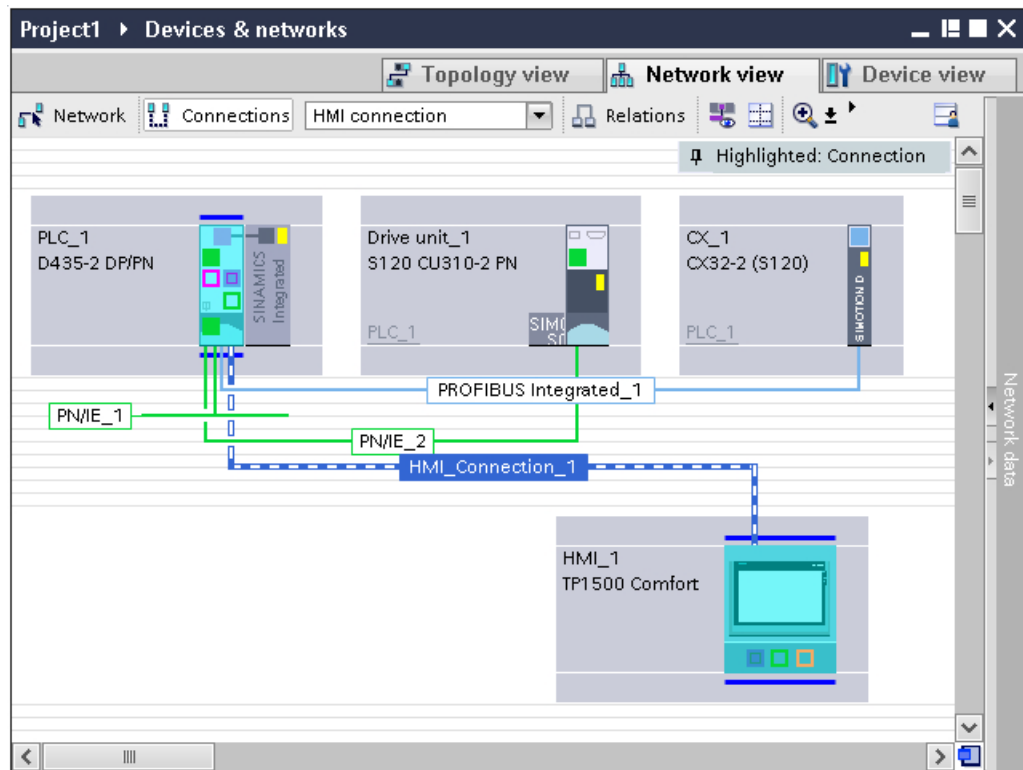 Project1 ‣ Devices & networks
Topology view
Network view
Device view
Network
Connections
HMI connection
Relations
Highlighted: Connection
PLC_1
D435-2 DP/PN
SINAMICS
Integrated
Drive unit_1
S120 CU310-2 PN
PLC_1
CX_1
CX32-2 (S120)
PLC_1
SIMOTION D
PROFIBUS Integrated_1
PN/IE_1
PN/IE_2
HMI_Connection_1
HMI_1
TP1500 Comfort
Network data